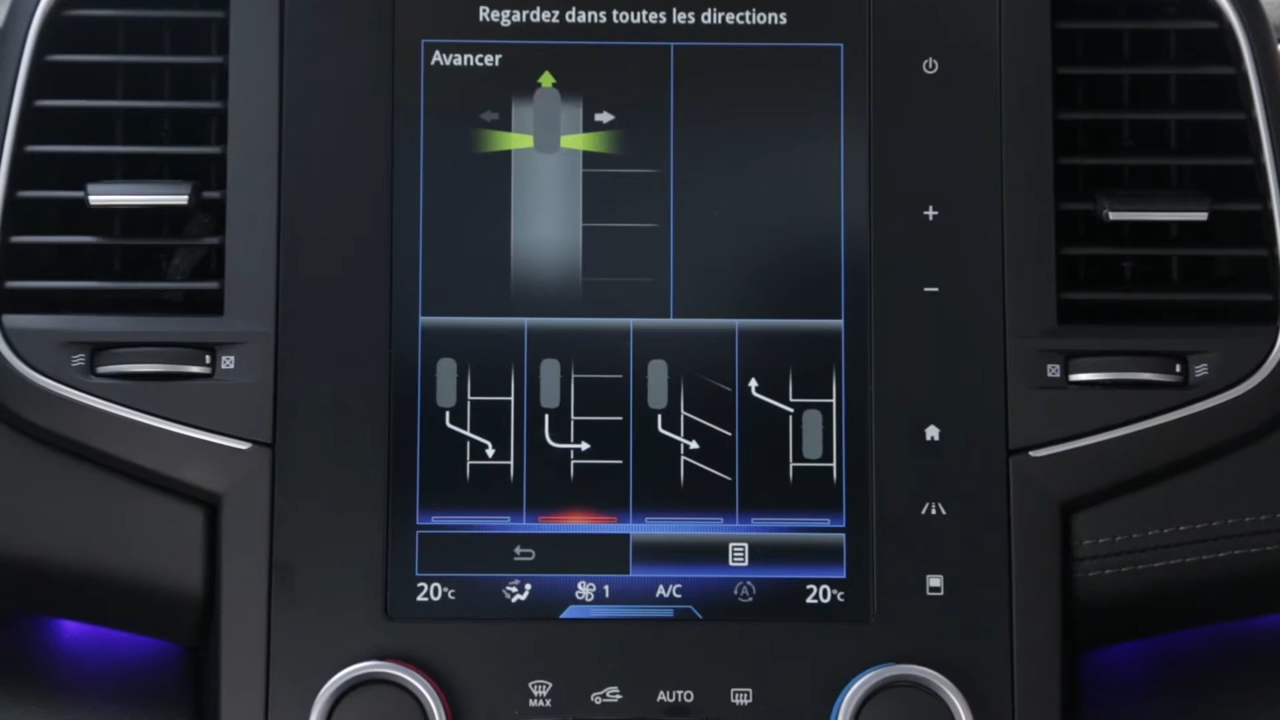 Regardez dans toutes les directions
Avancer
20°C
1
A/C
A
20°C
MAX
AUTO